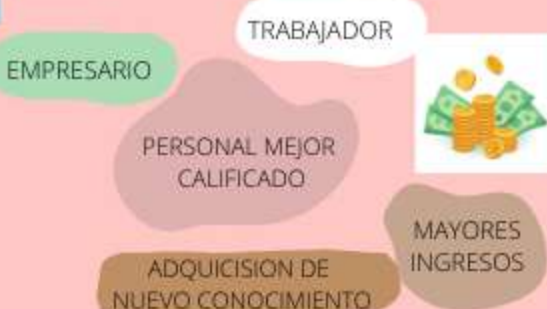 TRABAJADOR
EMPRESARIO
PERSONAL MEJOR
CALIFICADO
MAYORES
INGRESOS
ADQUICISION DE
NUEVO CONOCIMIENTO